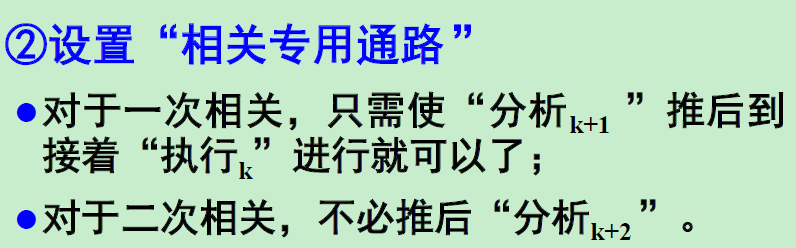 ②设置“相关专用通路”
●对于一次相关，只需使“分析k+1 ”推后到
接着“执行k”进行就可以了；
●对于二次相关，不必推后“分析k+2 ”。